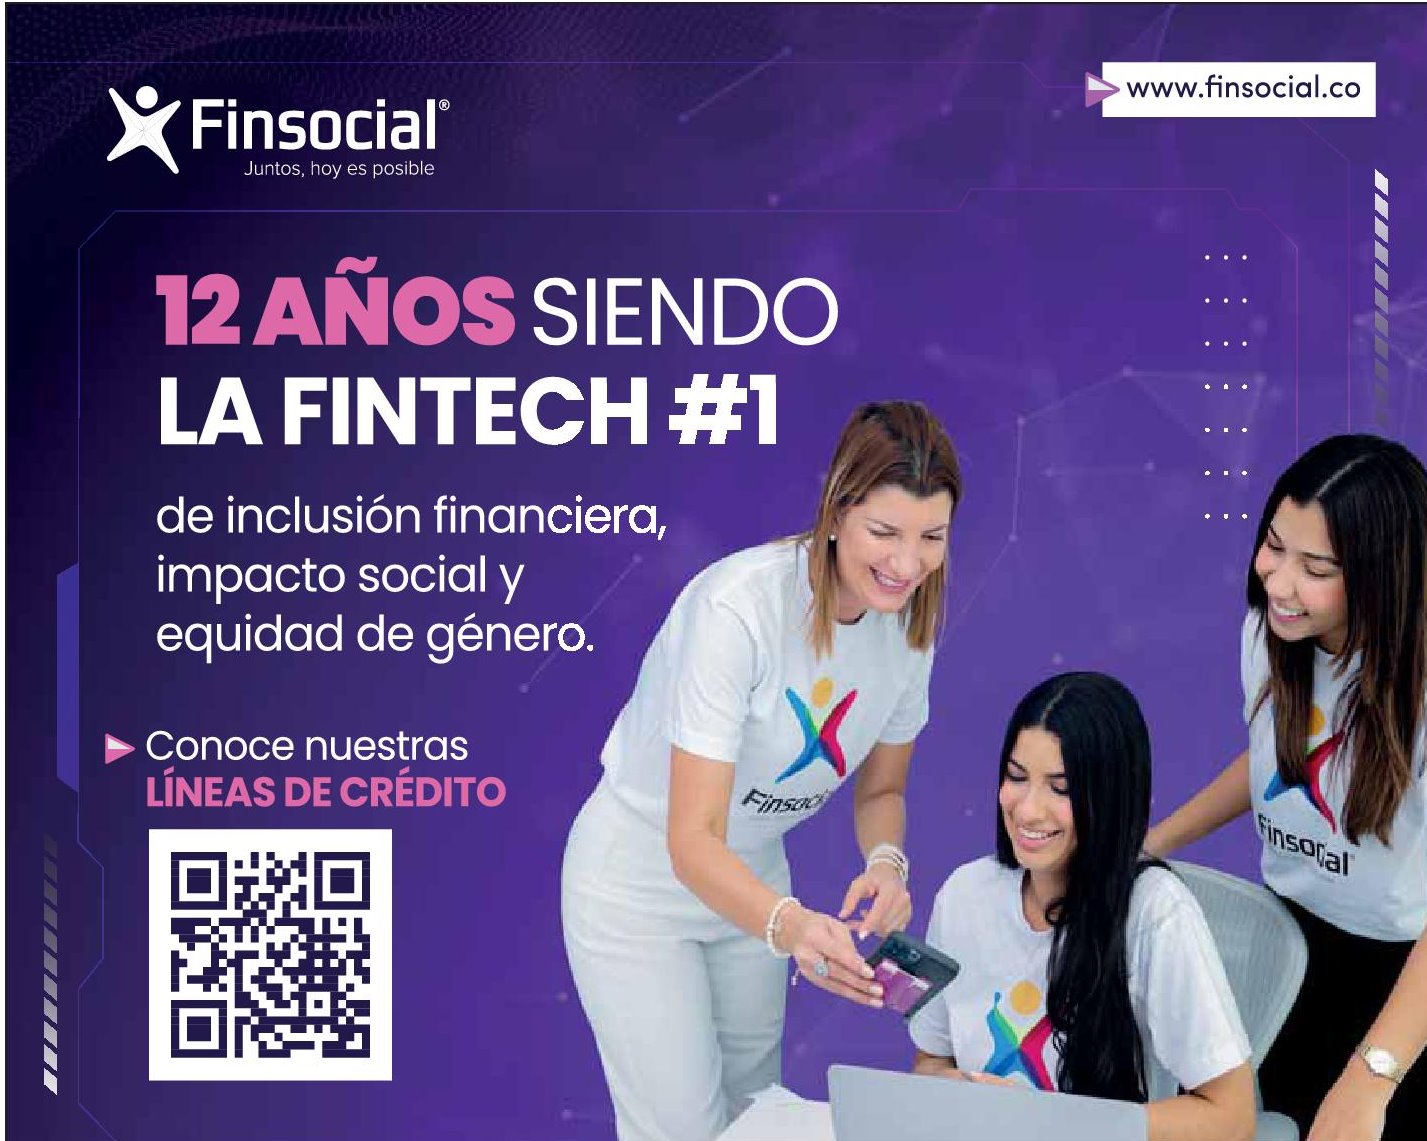 Finsocial®
Juntos, hoy es posible
www.finsocial.co
12 AÑOS SIENDO
LA FINTECH #1
de inclusión financiera,
impacto social y
equidad de género.
Conoce nuestras
LÍNEAS DE CRÉDITO
Finsocial
Finsocial